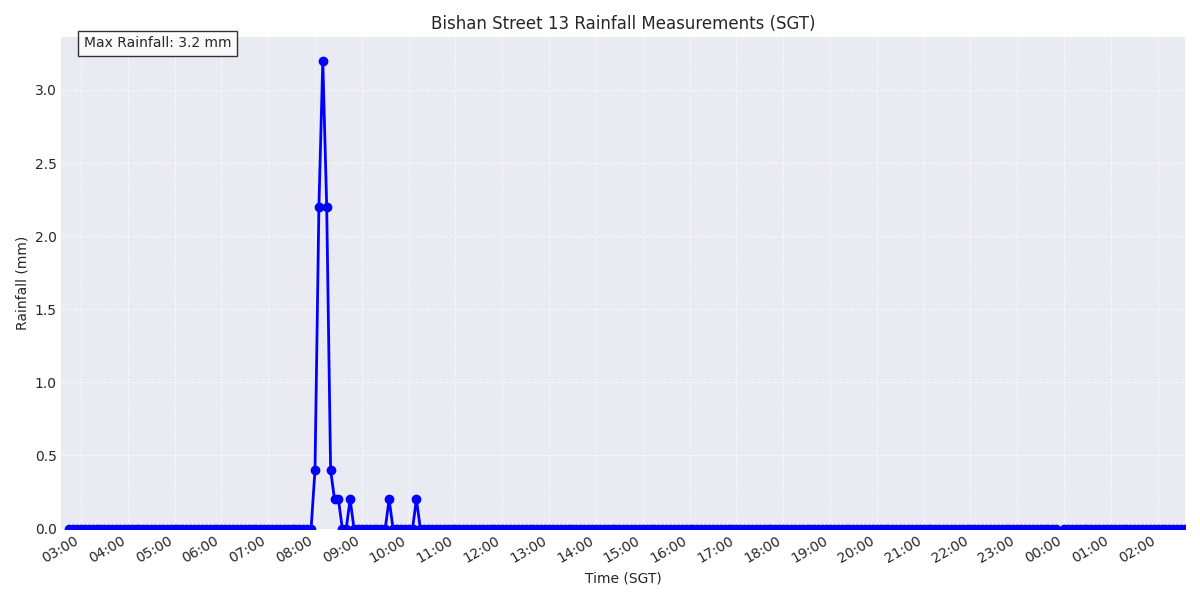 Bishan Street 13 Rainfall Measurements (SGT)
Max Rainfall: 3.2 mm
Rainfall (mm)
3.0
2.5
2.0
1.5
1.0
0.5
0.0
03:00 04:00 05:00 06:00 07:00 08:00 09:00 10:00 11:00 12:00 13:00 14:00 15:00 16:00 17:00 18:00 19:00 20:00 21:00 22:00 23:00 00:00 01:00 02:00
Time (SGT)